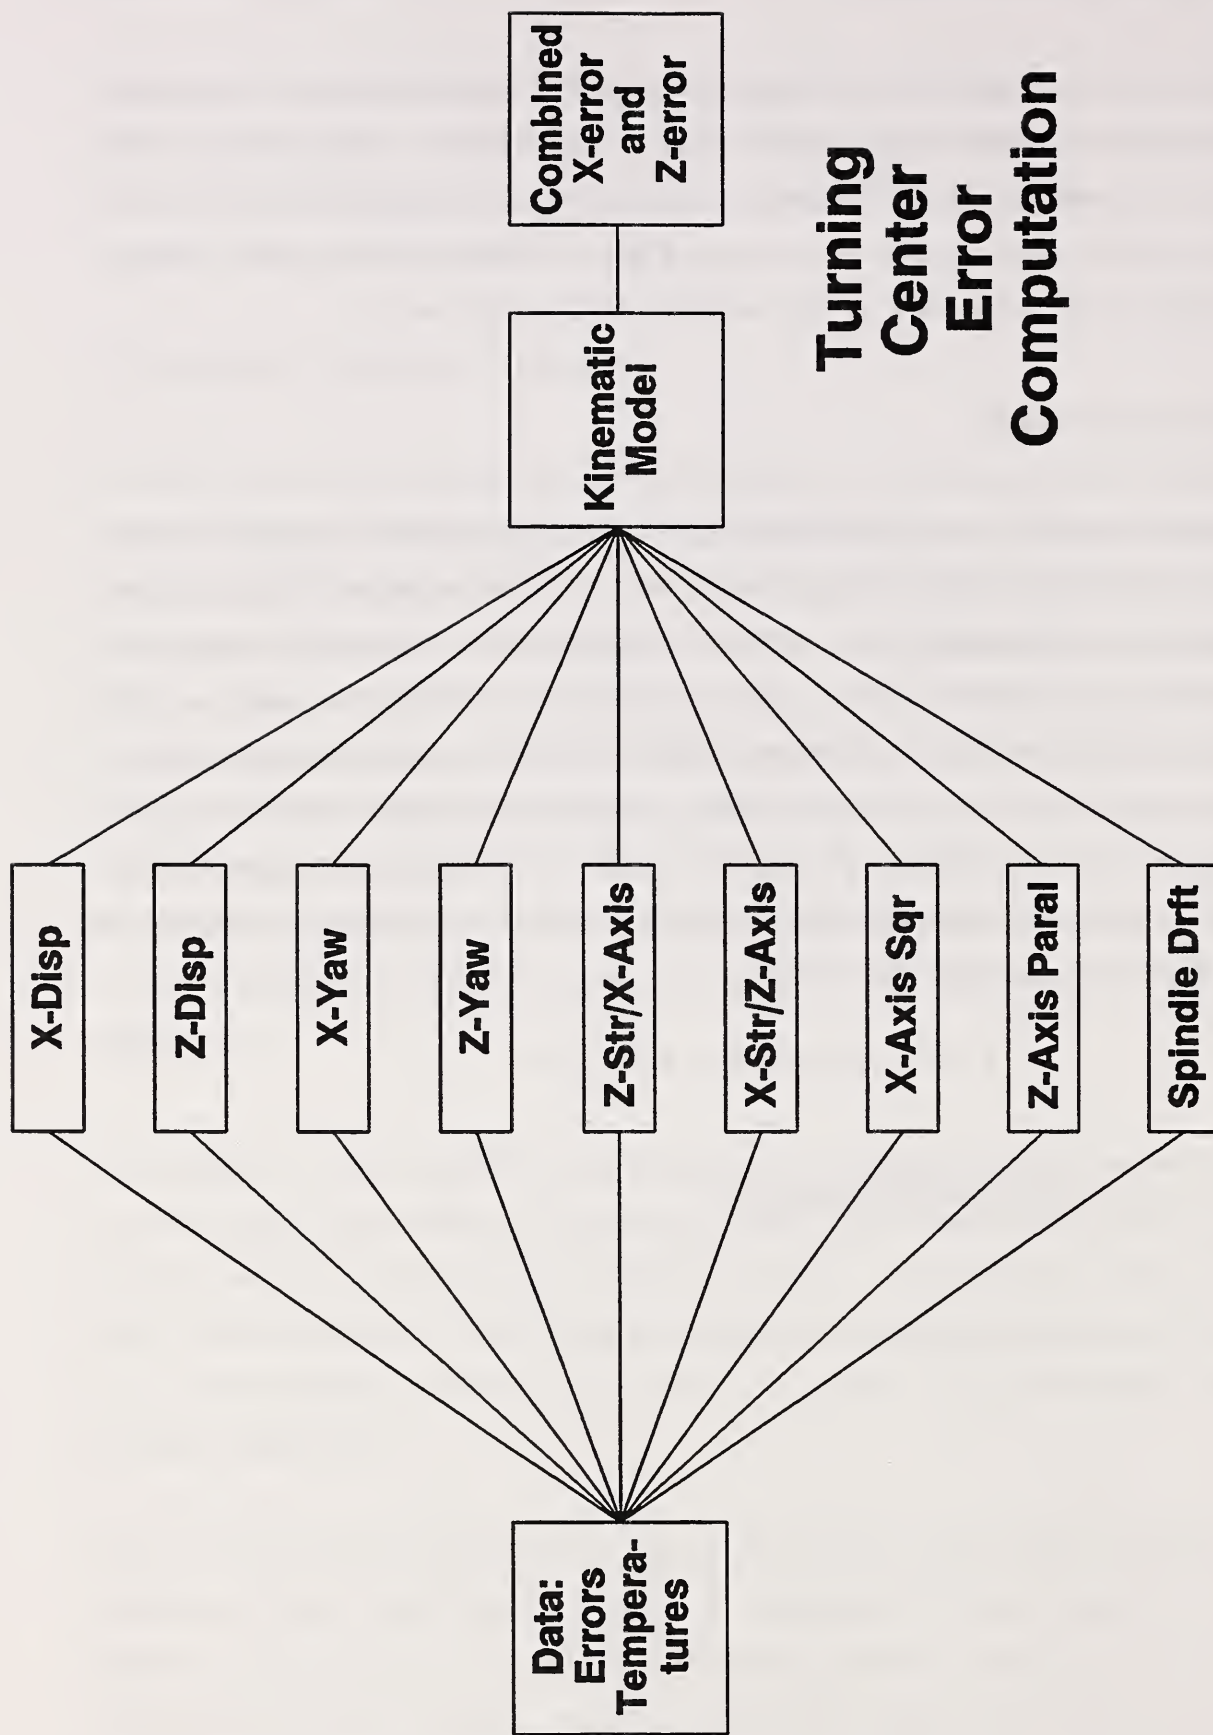 Data:
Errors
Tempera-
tures
X-Disp
Z-Disp
X-Yaw
Z-Yaw
Z-Str/X-Axis
X-Str/Z-Axis
X-Axis Sqr
Z-Axis Paral
Spindle Drft
Kinematic
Model
Combined
X-error
and
Z-error
Turning
Center
Error
Computation